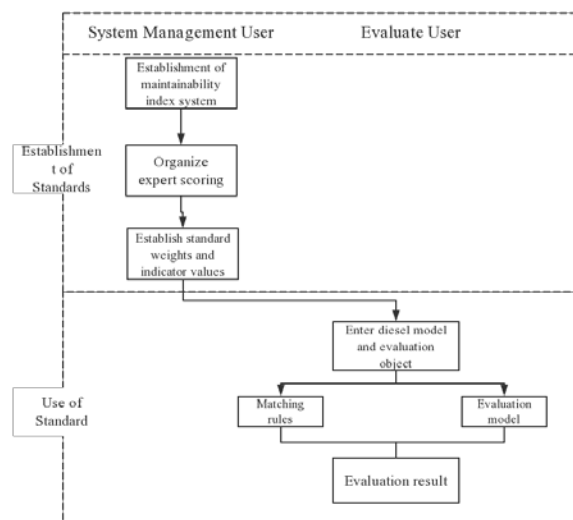 System Management User
Evaluate User
Establishment of
maintainability
index system
Establishmen
t of
Standards
Organize
expert scoring
Establish standard
weights and
indicator values
Enter diesel model
and evaluation
object
Use of
Standard
Matching
rules
Evaluation
model
Evaluation result